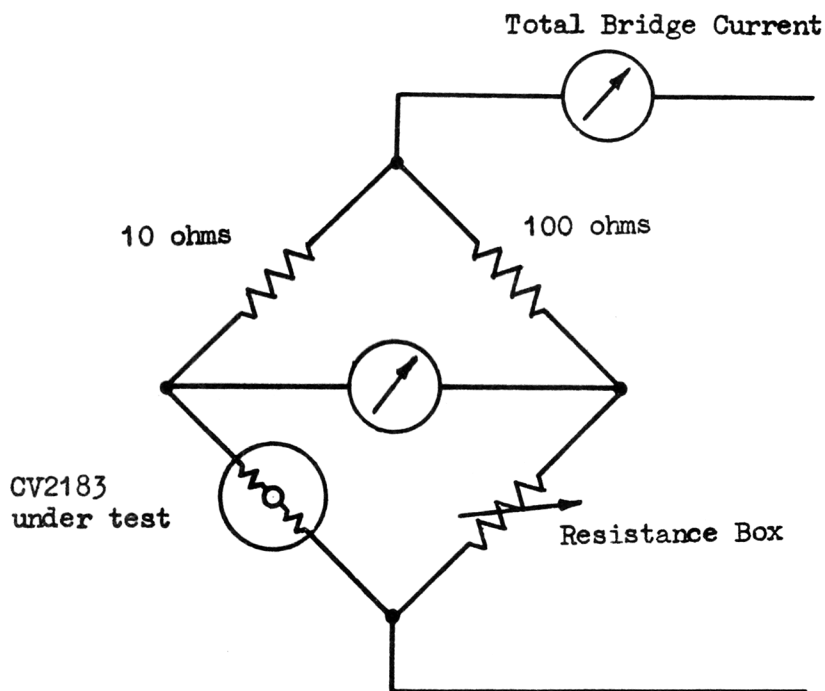 Total Bridge Current
10 ohms
100 ohms
CV2183
under test
Resistance Box